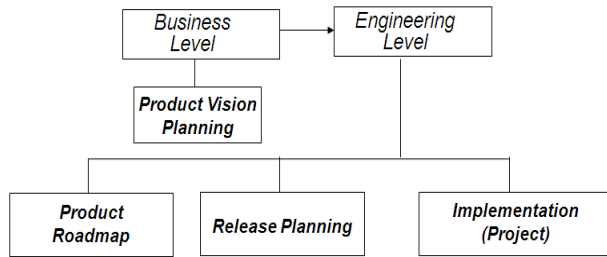 Business
Level
Engineering
Level
Product Vision
Planning
Product
Roadmap
Release Planning
Implementation
(Project)